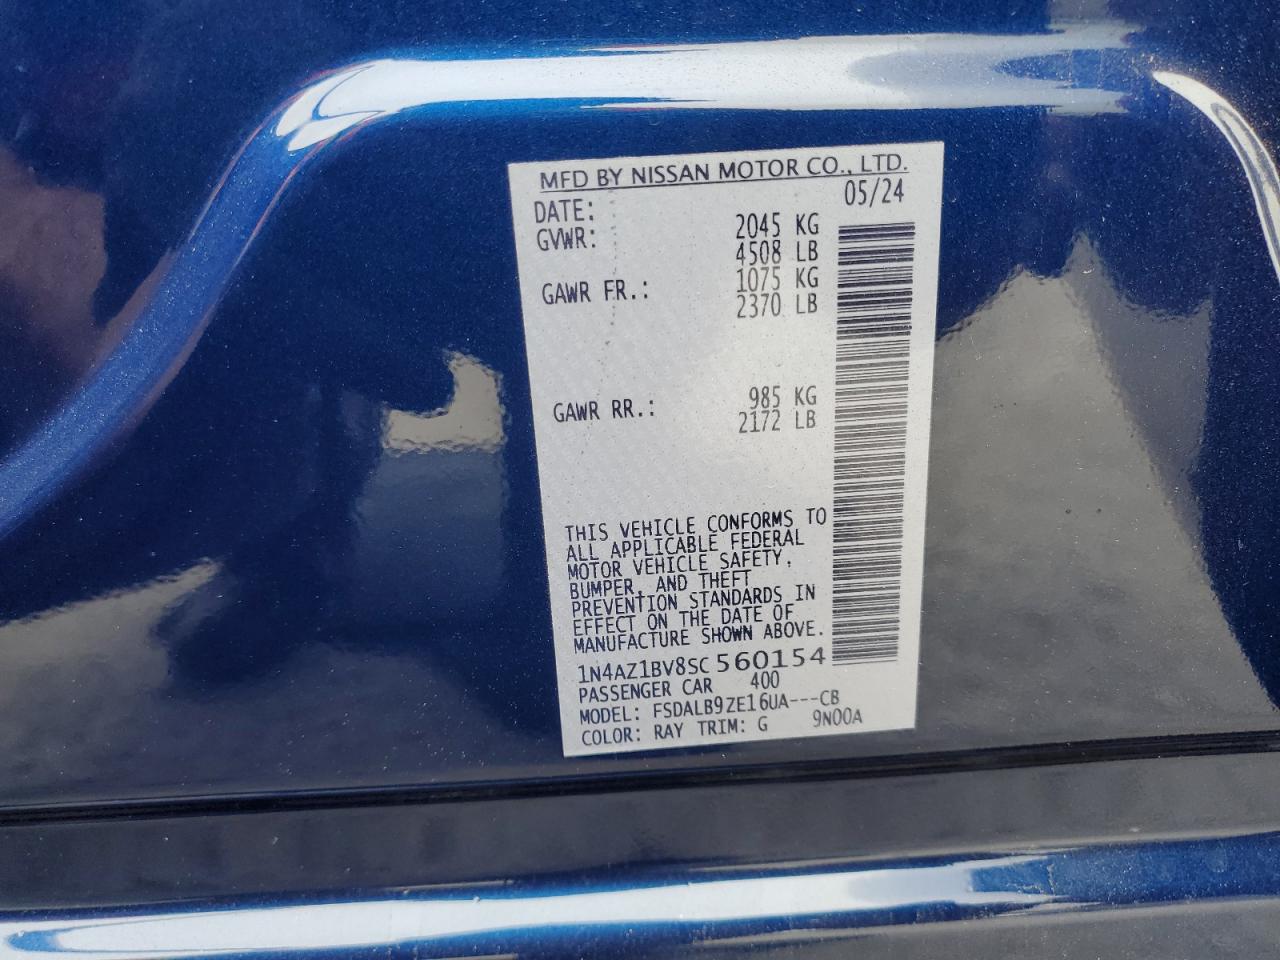 MFD BY NISSAN MOTOR CO., LTD.
DATE: 05/24
GVWR: 2045 KG
4508 LB
GAWR FR.: 1075 KG
2370 LB
GAWR RR.: 985 KG
2172 LB
THIS VEHICLE CONFORMS TO
ALL APPLICABLE FEDERAL
MOTOR VEHICLE SAFETY,
BUMPER, AND THEFT
PREVENTION STANDARDS IN
EFFECT ON THE DATE OF
MANUFACTURE SHOWN ABOVE.
1N4AZ1BV8SC560154
PASSENGER CAR 400
MODEL: FSDALB9ZE16UA---CB
COLOR: RAY TRIM: G 9N00A